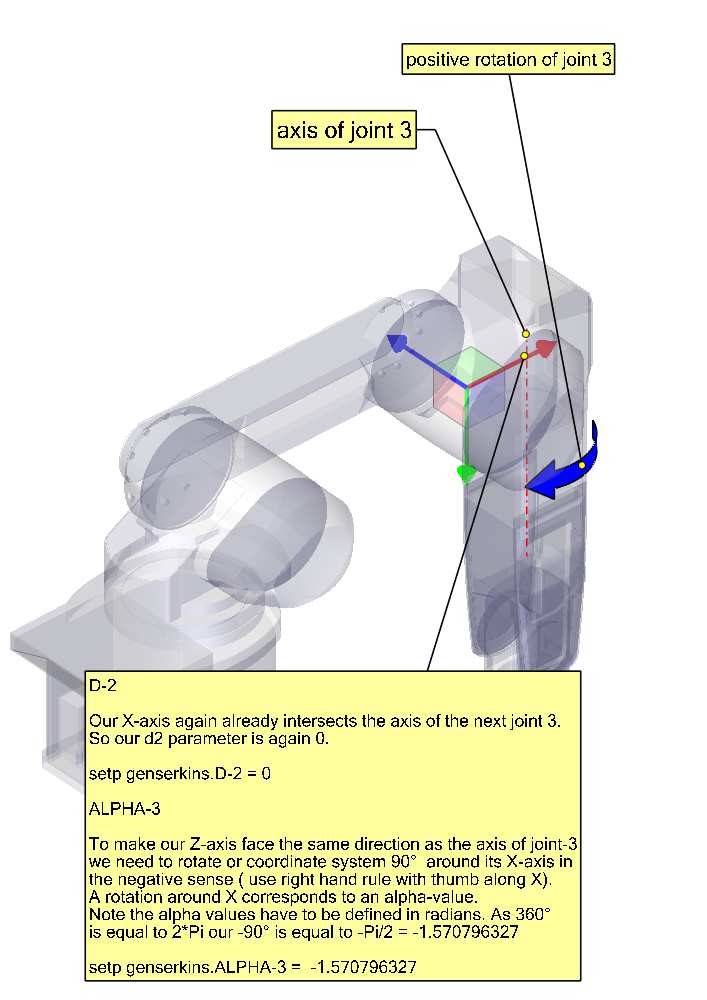 positive rotation of joint 3
axis of joint 3
D-2
Our X-axis again already intersects the axis of the next joint 3.
So our d2 parameter is again 0.
setp genserkins.D-2 = 0
ALPHA-3
To make our Z-axis face the same direction as the axis of joint-3
we need to rotate or coordinate system 90° around its X-axis in
the negative sense ( use right hand rule with thumb along X).
A rotation around X corresponds to an alpha-value.
Note the alpha values have to be defined in radians. As 360°
is equal to 2*Pi our -90° is equal to -Pi/2 = -1.570796327
setp genserkins.ALPHA-3 = -1.570796327